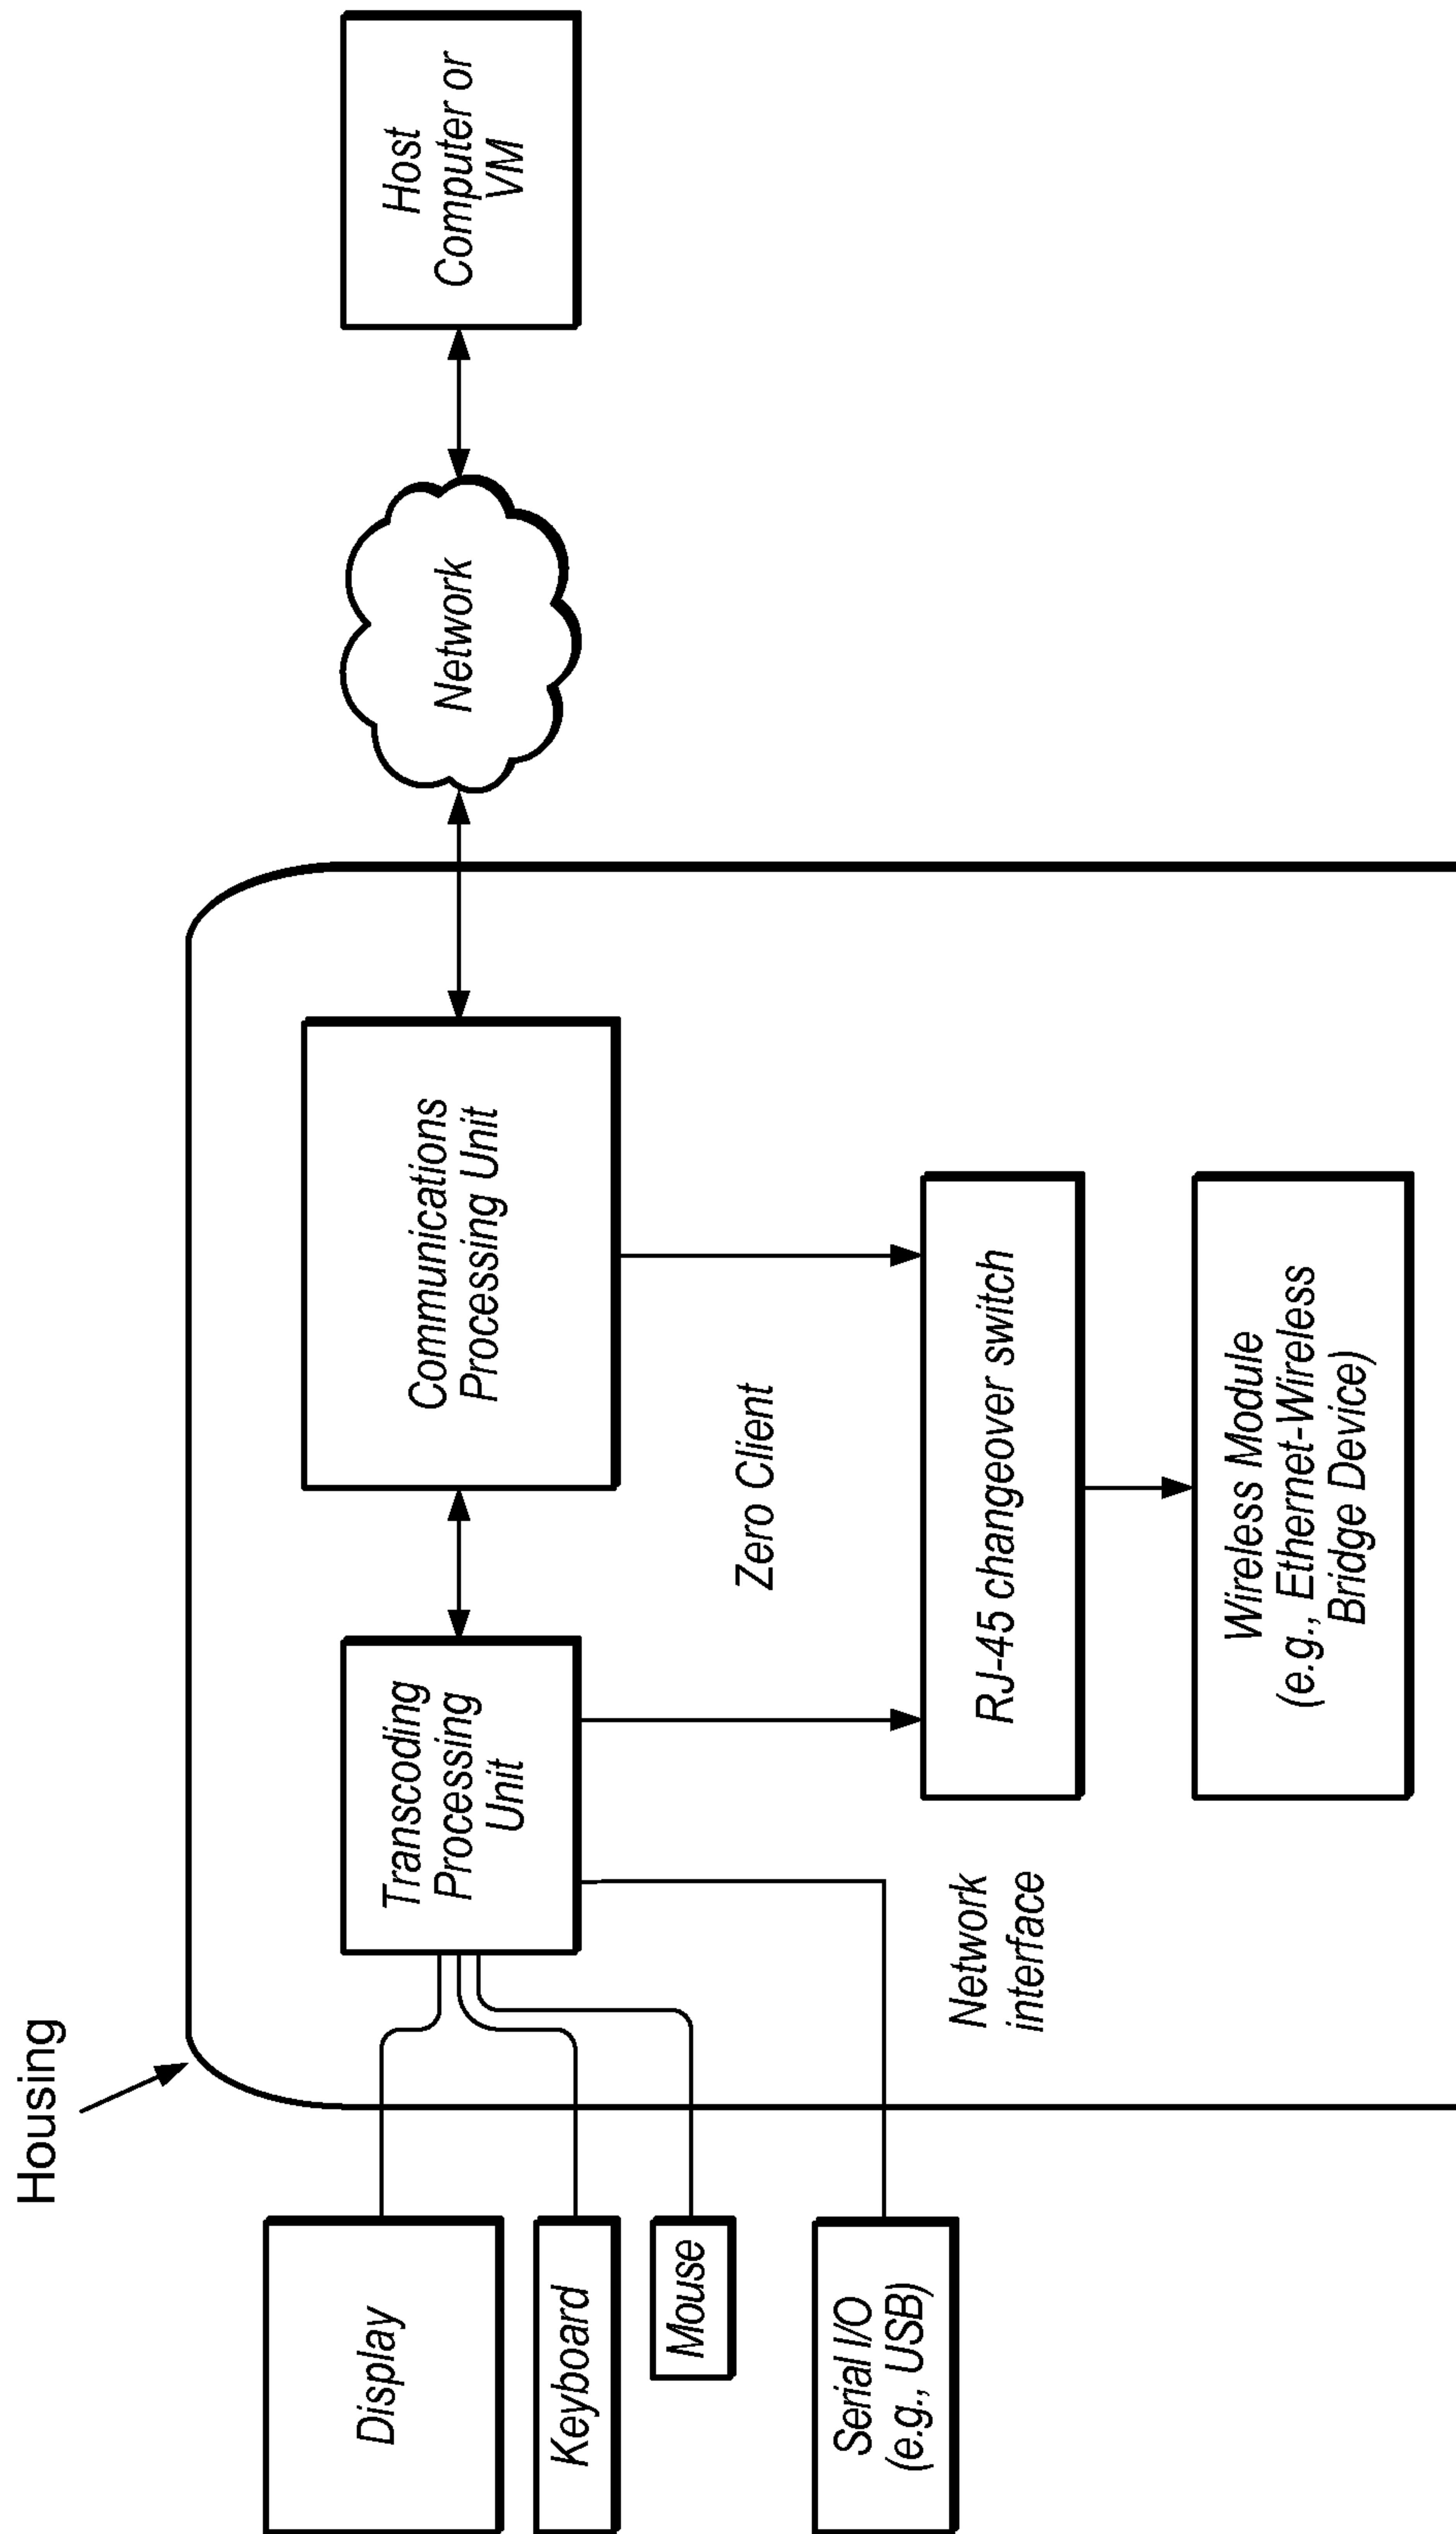 Housing
Display
Keyboard
Mouse
Serial I/O
(e.g., USB)
Transcoding
Processing
Unit
Communications
Processing Unit
Network
Host
Computer or
VM
Zero Client
Network
interface
RJ-45 changeover switch
Wireless Module
(e.g., Ethernet-Wireless
Bridge Device)